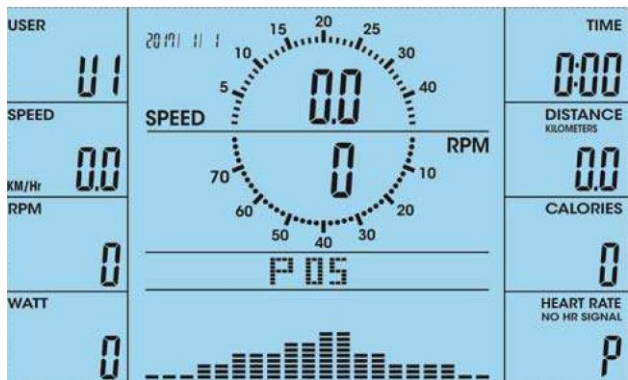 USER
U1
SPEED
KM/Hr 0.0
RPM
0
WATT
0
2017/ 1/ 1
5 10 15 20 25 30 40
0.0
SPEED
RPM
0
70 60 50 40 30 20 10
P05
TIME
0:00
DISTANCE
KILOMETERS
0.0
CALORIES
0
HEART RATE
NO HR SIGNAL
P